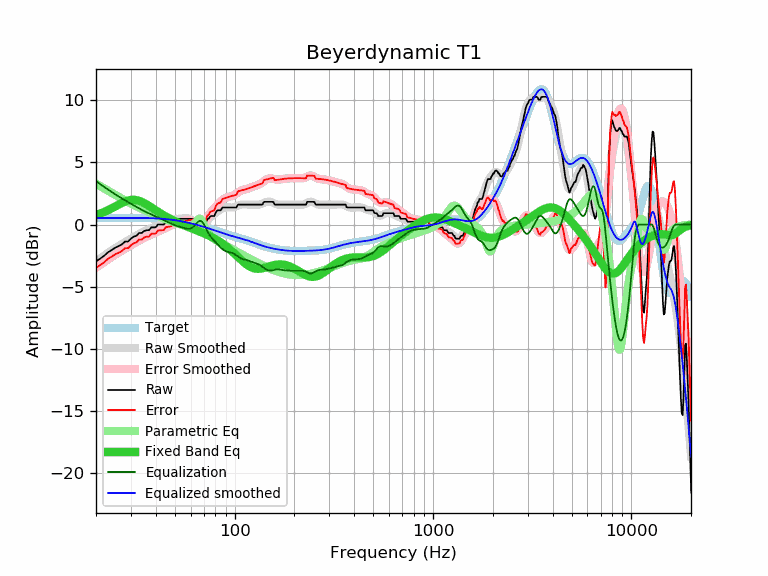 Beyerdynamic T1
Amplitude (dBr)
10
5
0
−5
−10
−15
−20
Target
Raw Smoothed
Error Smoothed
Raw
Error
Parametric Eq
Fixed Band Eq
Equalization
Equalized smoothed
100 1000 10000
Frequency (Hz)